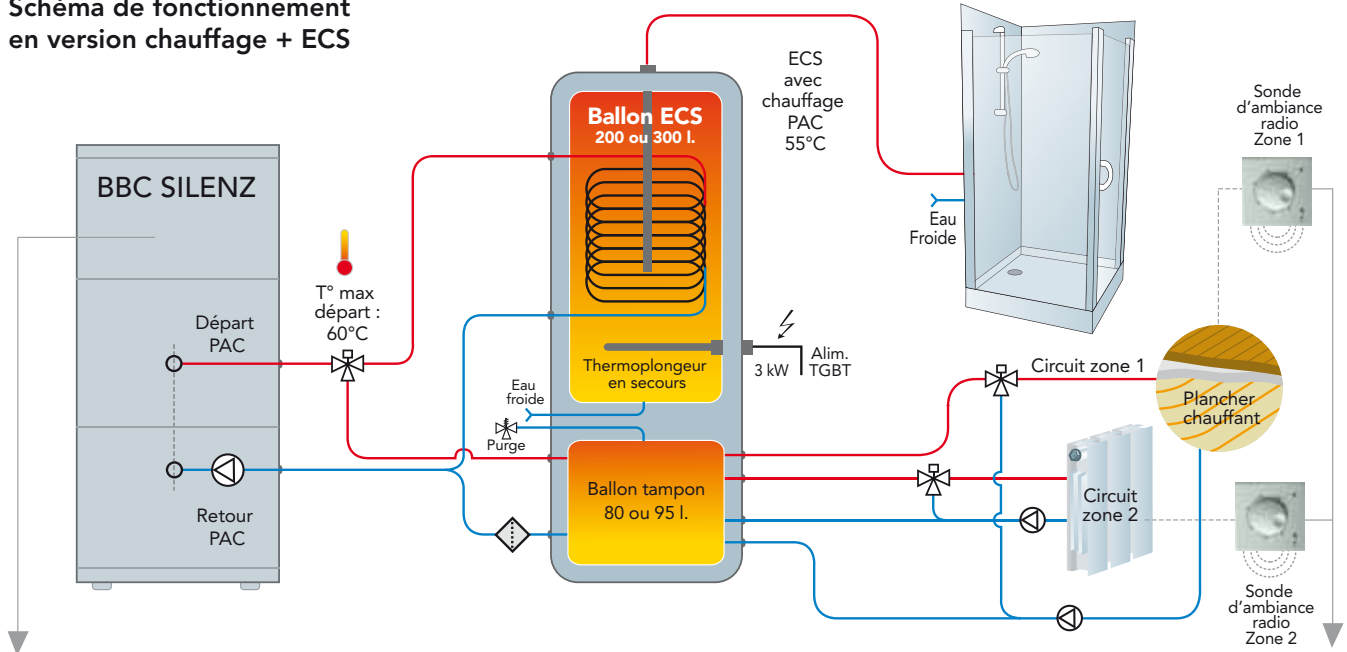 Schéma de fonctionnement
en version chauffage + ECS
BBC SILENZ
Départ
PAC
Retour
PAC
T° max
départ :
60°C
Ballon ECS
200 ou 300 l.
Thermoplongeur
en secours
Eau
froide
Purge
Ballon tampon
80 ou 95 l.
3 kW
Alim.
TGBT
ECS
avec
chauffage
PAC
55°C
Eau
Froide
Sonde
d'ambiance
radio
Zone 1
Circuit zone 1
Plancher
chauffant
Circuit
zone 2
Sonde
d'ambiance
radio
Zone 2